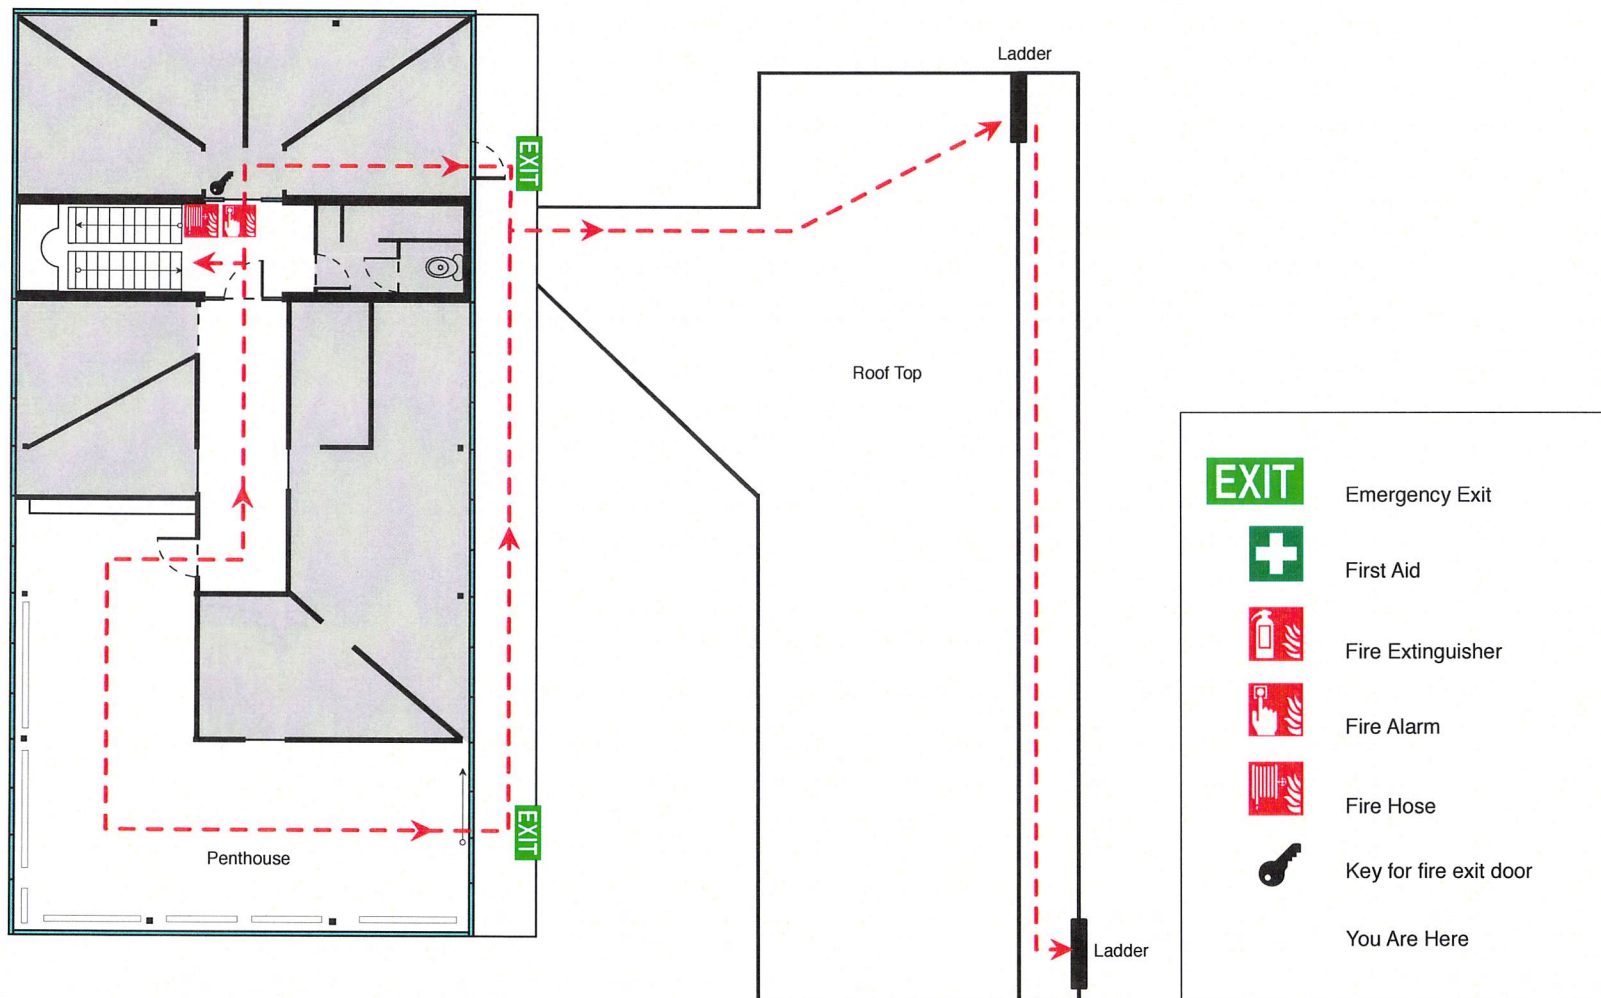 Ladder
EXIT
Roof Top
EXIT
Penthouse
Ladder
EXIT Emergency Exit
First Aid
Fire Extinguisher
Fire Alarm
Fire Hose
Key for fire exit door
You Are Here